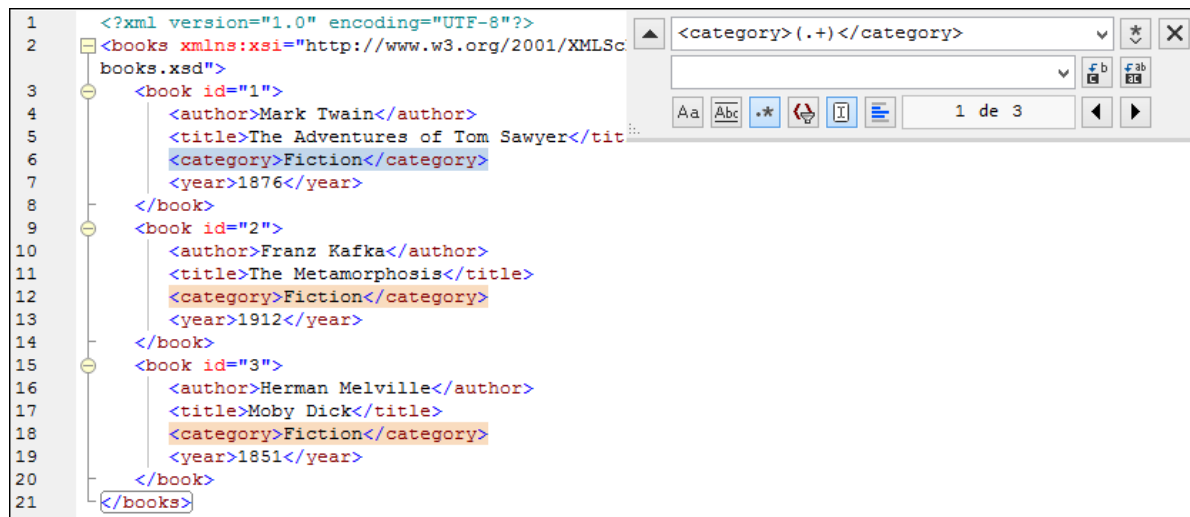 1 <?xml version="1.0" encoding="UTF-8"?>
2 <books xmlns:xsi="http://www.w3.org/2001/XMLSc
books.xsd">
3 <book id="1">
4 <author>Mark Twain</author>
5 <title>The Adventures of Tom Sawyer</tit
6 <category>Fiction</category>
7 <year>1876</year>
8 </book>
9 <book id="2">
10 <author>Franz Kafka</author>
11 <title>The Metamorphosis</title>
12 <category>Fiction</category>
13 <year>1912</year>
14 </book>
15 <book id="3">
16 <author>Herman Melville</author>
17 <title>Moby Dick</title>
18 <category>Fiction</category>
19 <year>1851</year>
20 </book>
21 </books>
<category>(.+)</category>
b c
ab ac
Aa Abc .* 1 de 3